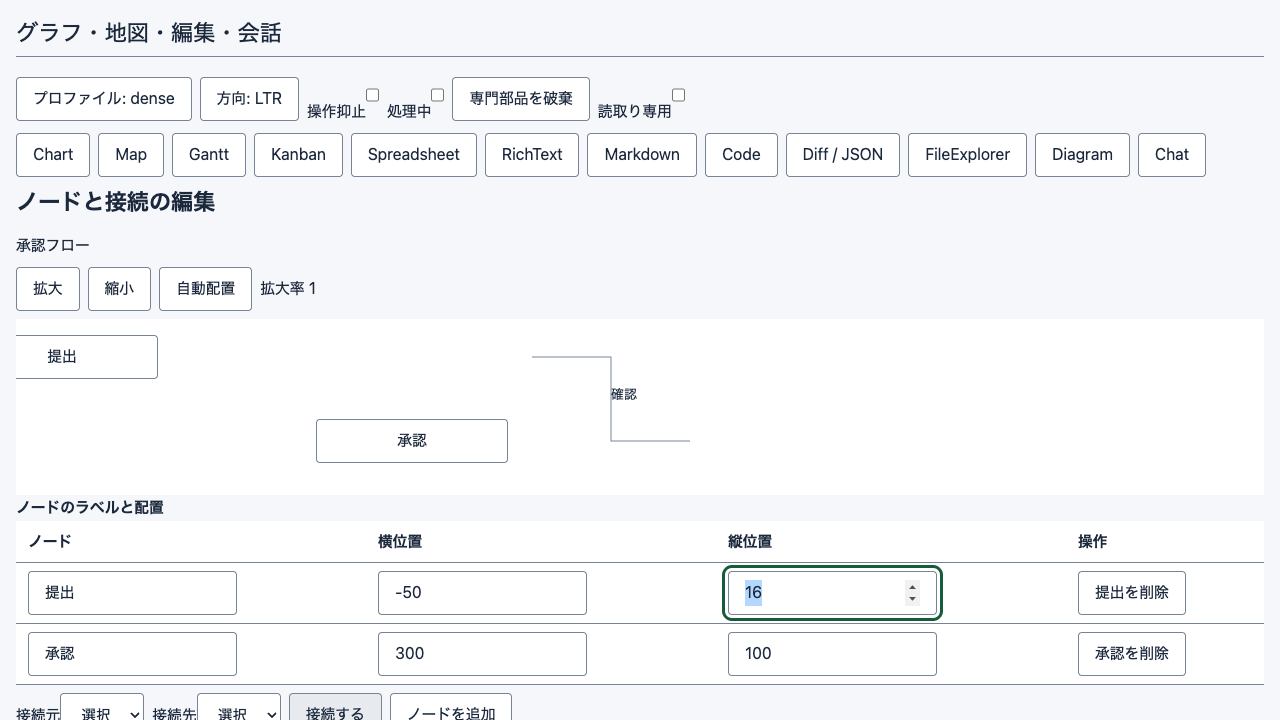 グラフ・地図・編集・会話
プロファイル: dense 方向: LTR 操作抑止 処理中 専門部品を破棄 読取り専用
Chart Map Gantt Kanban Spreadsheet RichText Markdown Code Diff / JSON FileExplorer Diagram Chat
ノードと接続の編集
承認フロー
拡大 縮小 自動配置 拡大率 1
提出
確認
承認
ノードのラベルと配置
ノード 横位置 縦位置 操作
提出 -50 16 提出を削除
承認 300 100 承認を削除
接続元 選択 接続先 選択 接続する ノードを追加